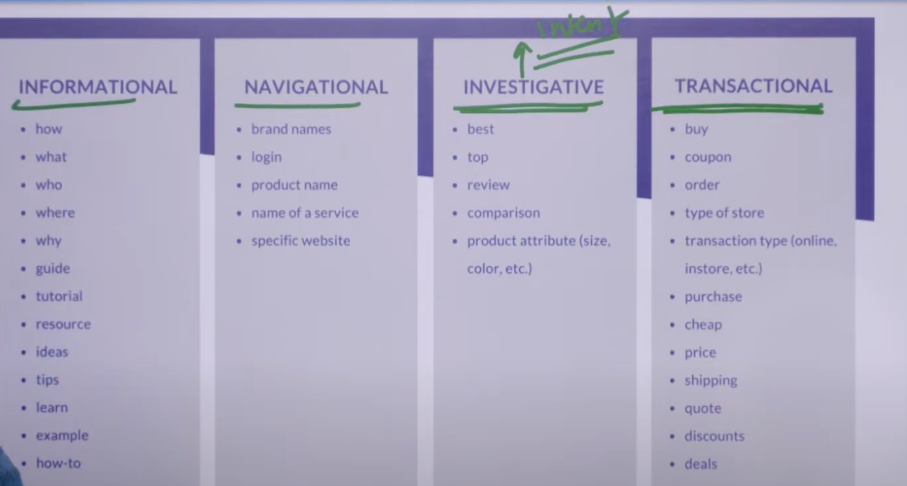 Intent
INFORMATIONAL
• how
• what
• who
• where
• why
• guide
• tutorial
• resource
• ideas
• tips
• learn
• example
• how-to
NAVIGATIONAL
• brand names
• login
• product name
• name of a service
• specific website
INVESTIGATIVE
• best
• top
• review
• comparison
• product attribute (size,
color, etc.)
TRANSACTIONAL
• buy
• coupon
• order
• type of store
• transaction type (online,
instore, etc.)
• purchase
• cheap
• price
• shipping
• quote
• discounts
• deals